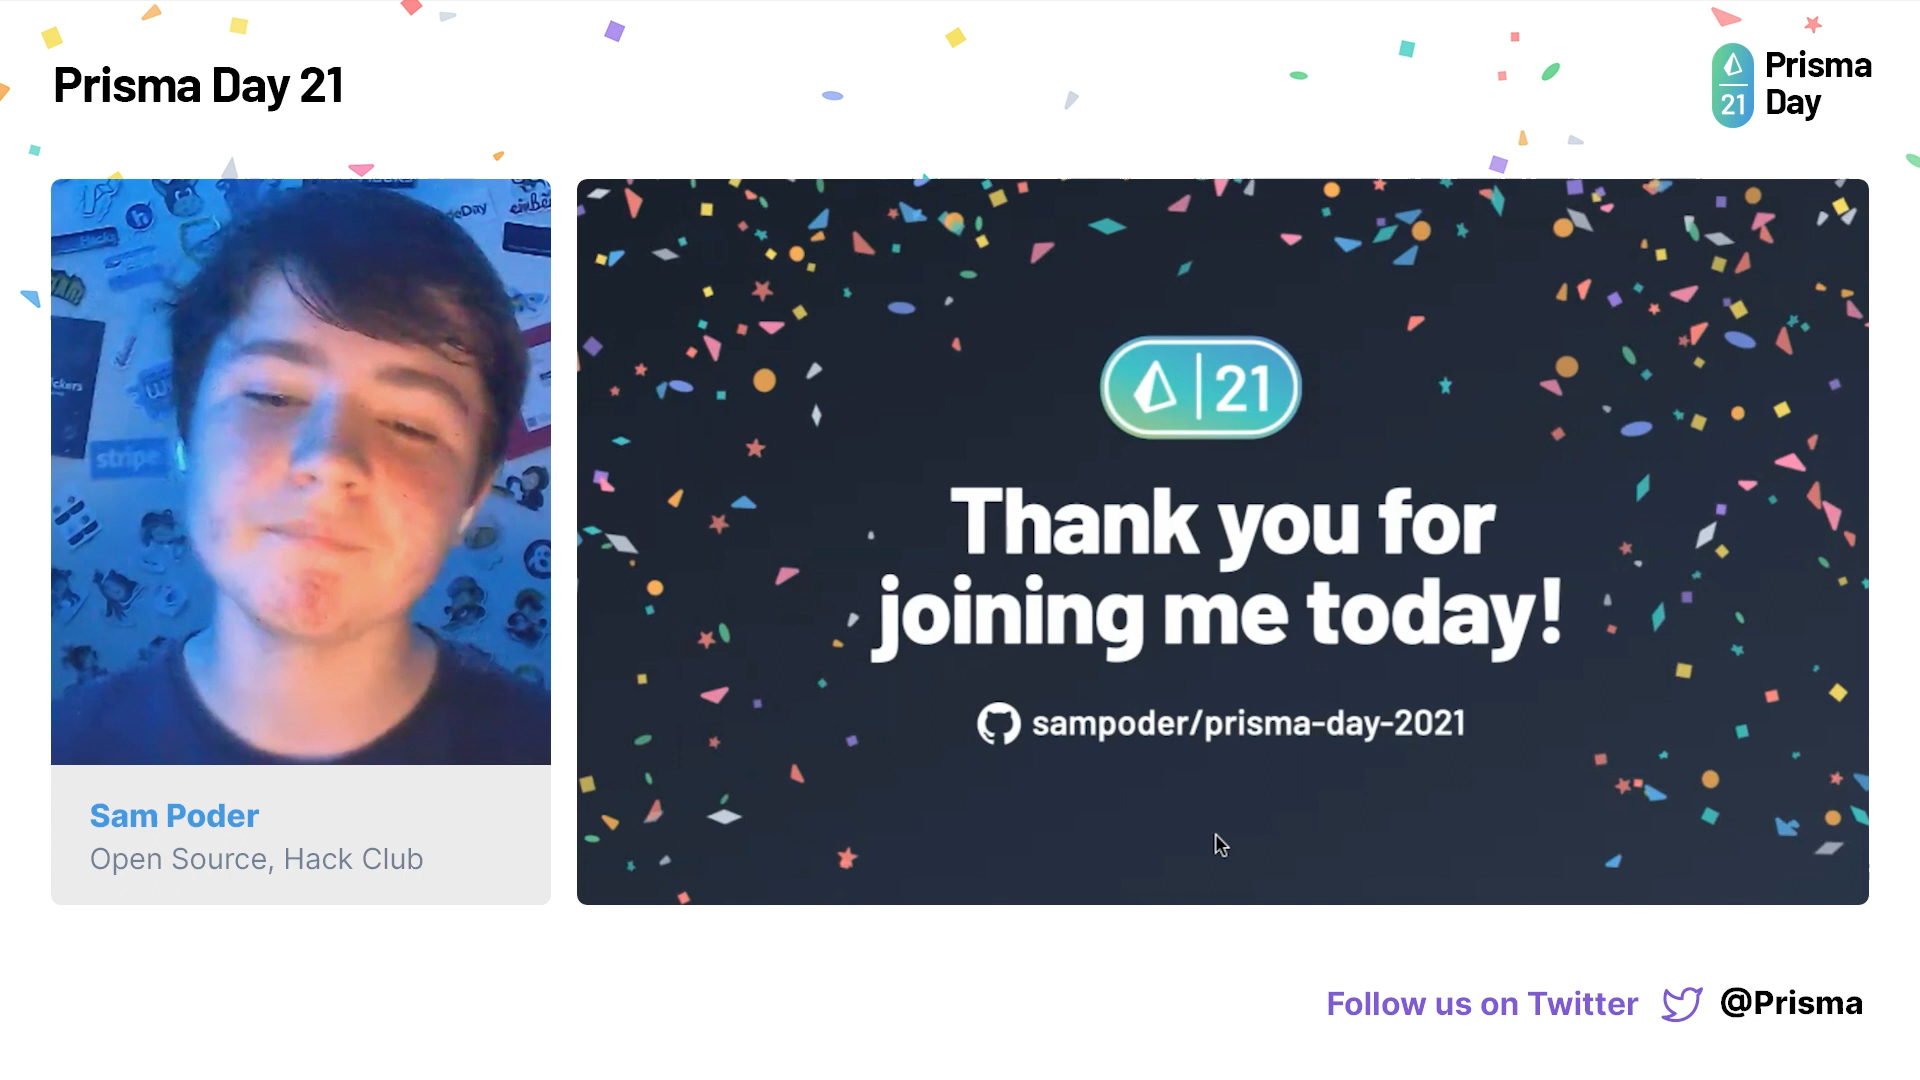 Prisma Day 21
Prisma
Day
21
stripe
21
Thank you for
joining me today!
sampoder/prisma-day-2021
Sam Poder
Open Source, Hack Club
Follow us on Twitter @Prisma